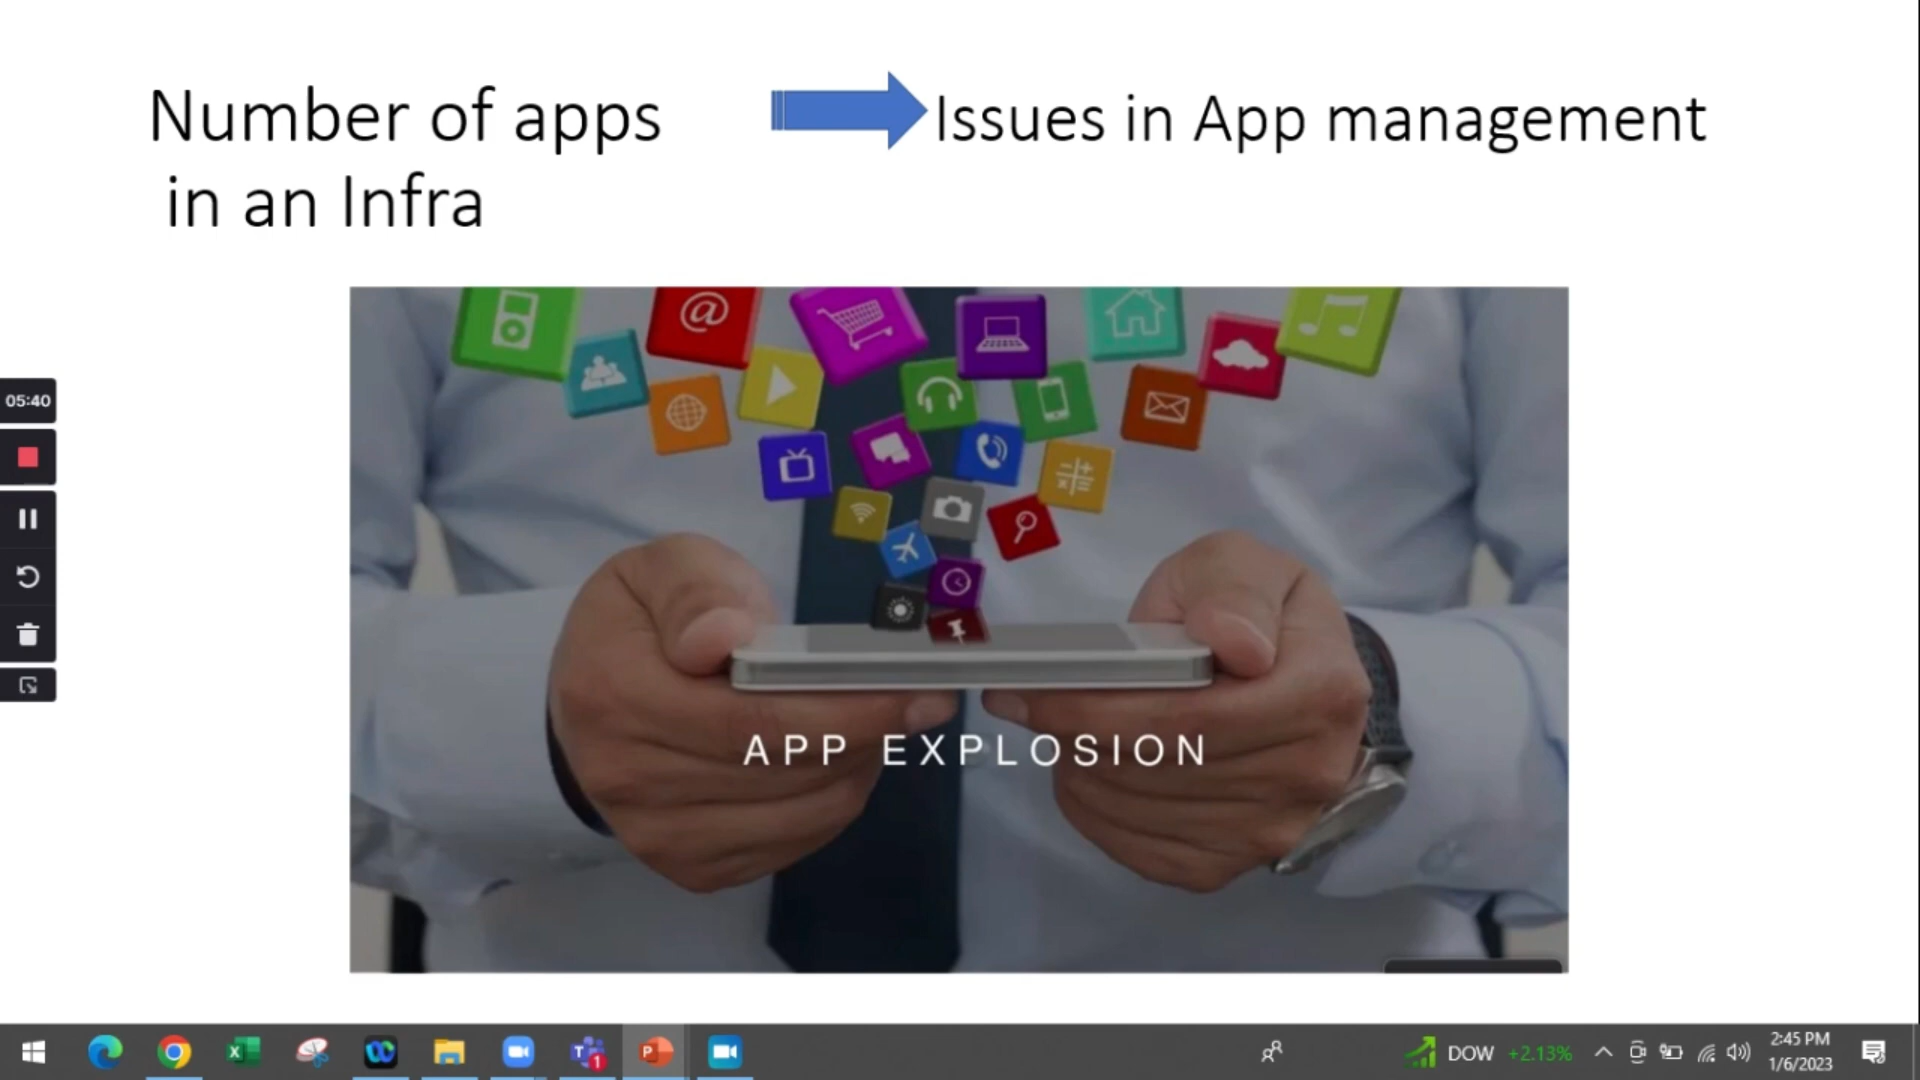 Number of apps
in an Infra
Issues in App management
@
05:40
APP EXPLOSION
DOW +2.13%
2:45 PM
1/6/2023
X
T
1
P